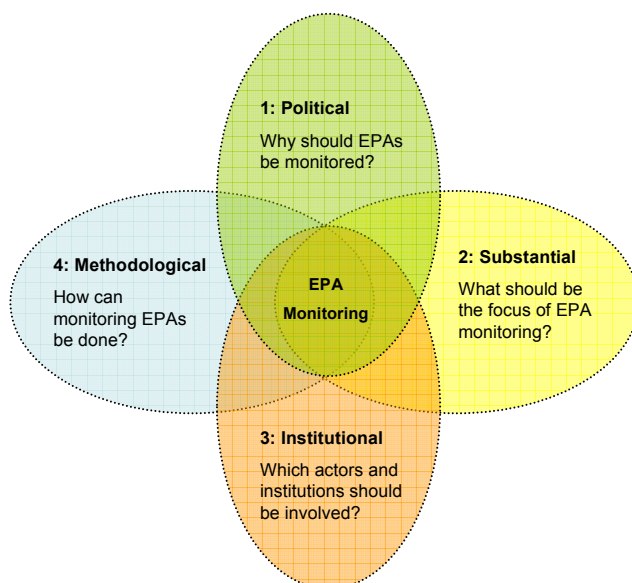 1: Political
Why should EPAs
be monitored?
4: Methodological
How can
monitoring EPAs
be done?
EPA
Monitoring
2: Substantial
What should be
the focus of EPA
monitoring?
3: Institutional
Which actors and
institutions should
be involved?